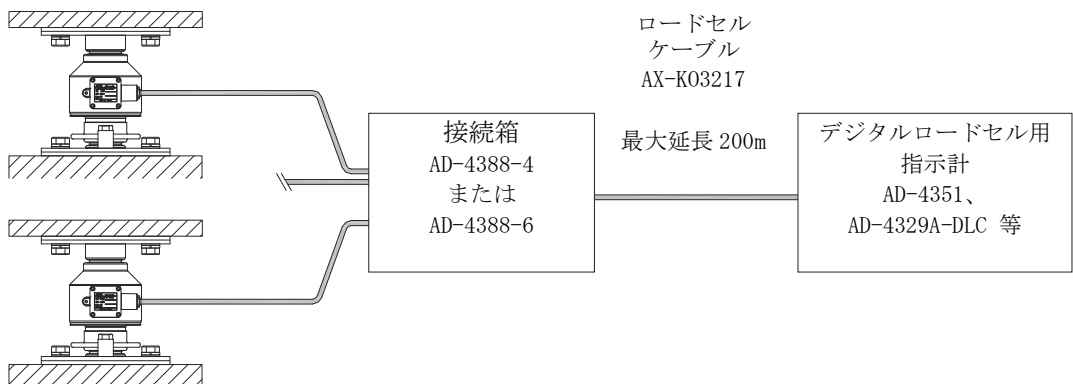 ロードセル
ケーブル
AX-KO3217
最大延長 200m
接続箱
AD-4388-4
または
AD-4388-6
デジタルロードセル用
指示計
AD-4351、
AD-4329A-DLC 等